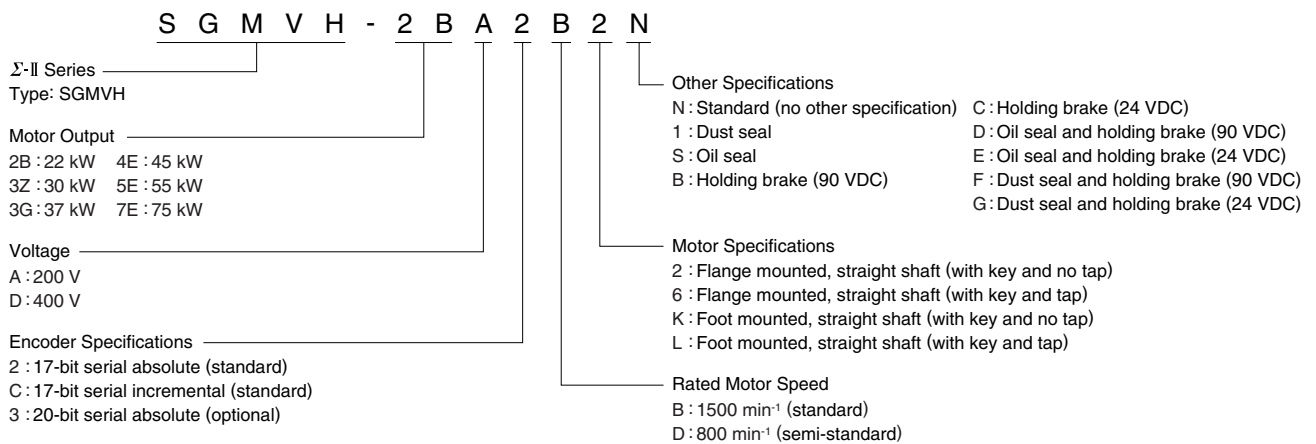 S G M V H - 2 B A 2 B 2 N
Σ-II Series
Type: SGMVH
Motor Output
2B : 22 kW 4E : 45 kW
3Z : 30 kW 5E : 55 kW
3G : 37 kW 7E : 75 kW
Voltage
A : 200 V
D : 400 V
Encoder Specifications
2 : 17-bit serial absolute (standard)
C : 17-bit serial incremental (standard)
3 : 20-bit serial absolute (optional)
Other Specifications
N : Standard (no other specification) C : Holding brake (24 VDC)
1 : Dust seal D : Oil seal and holding brake (90 VDC)
S : Oil seal E : Oil seal and holding brake (24 VDC)
B : Holding brake (90 VDC) F : Dust seal and holding brake (90 VDC)
G : Dust seal and holding brake (24 VDC)
Motor Specifications
2 : Flange mounted, straight shaft (with key and no tap)
6 : Flange mounted, straight shaft (with key and tap)
K : Foot mounted, straight shaft (with key and no tap)
L : Foot mounted, straight shaft (with key and tap)
Rated Motor Speed
B : 1500 min⁻¹ (standard)
D : 800 min⁻¹ (semi-standard)